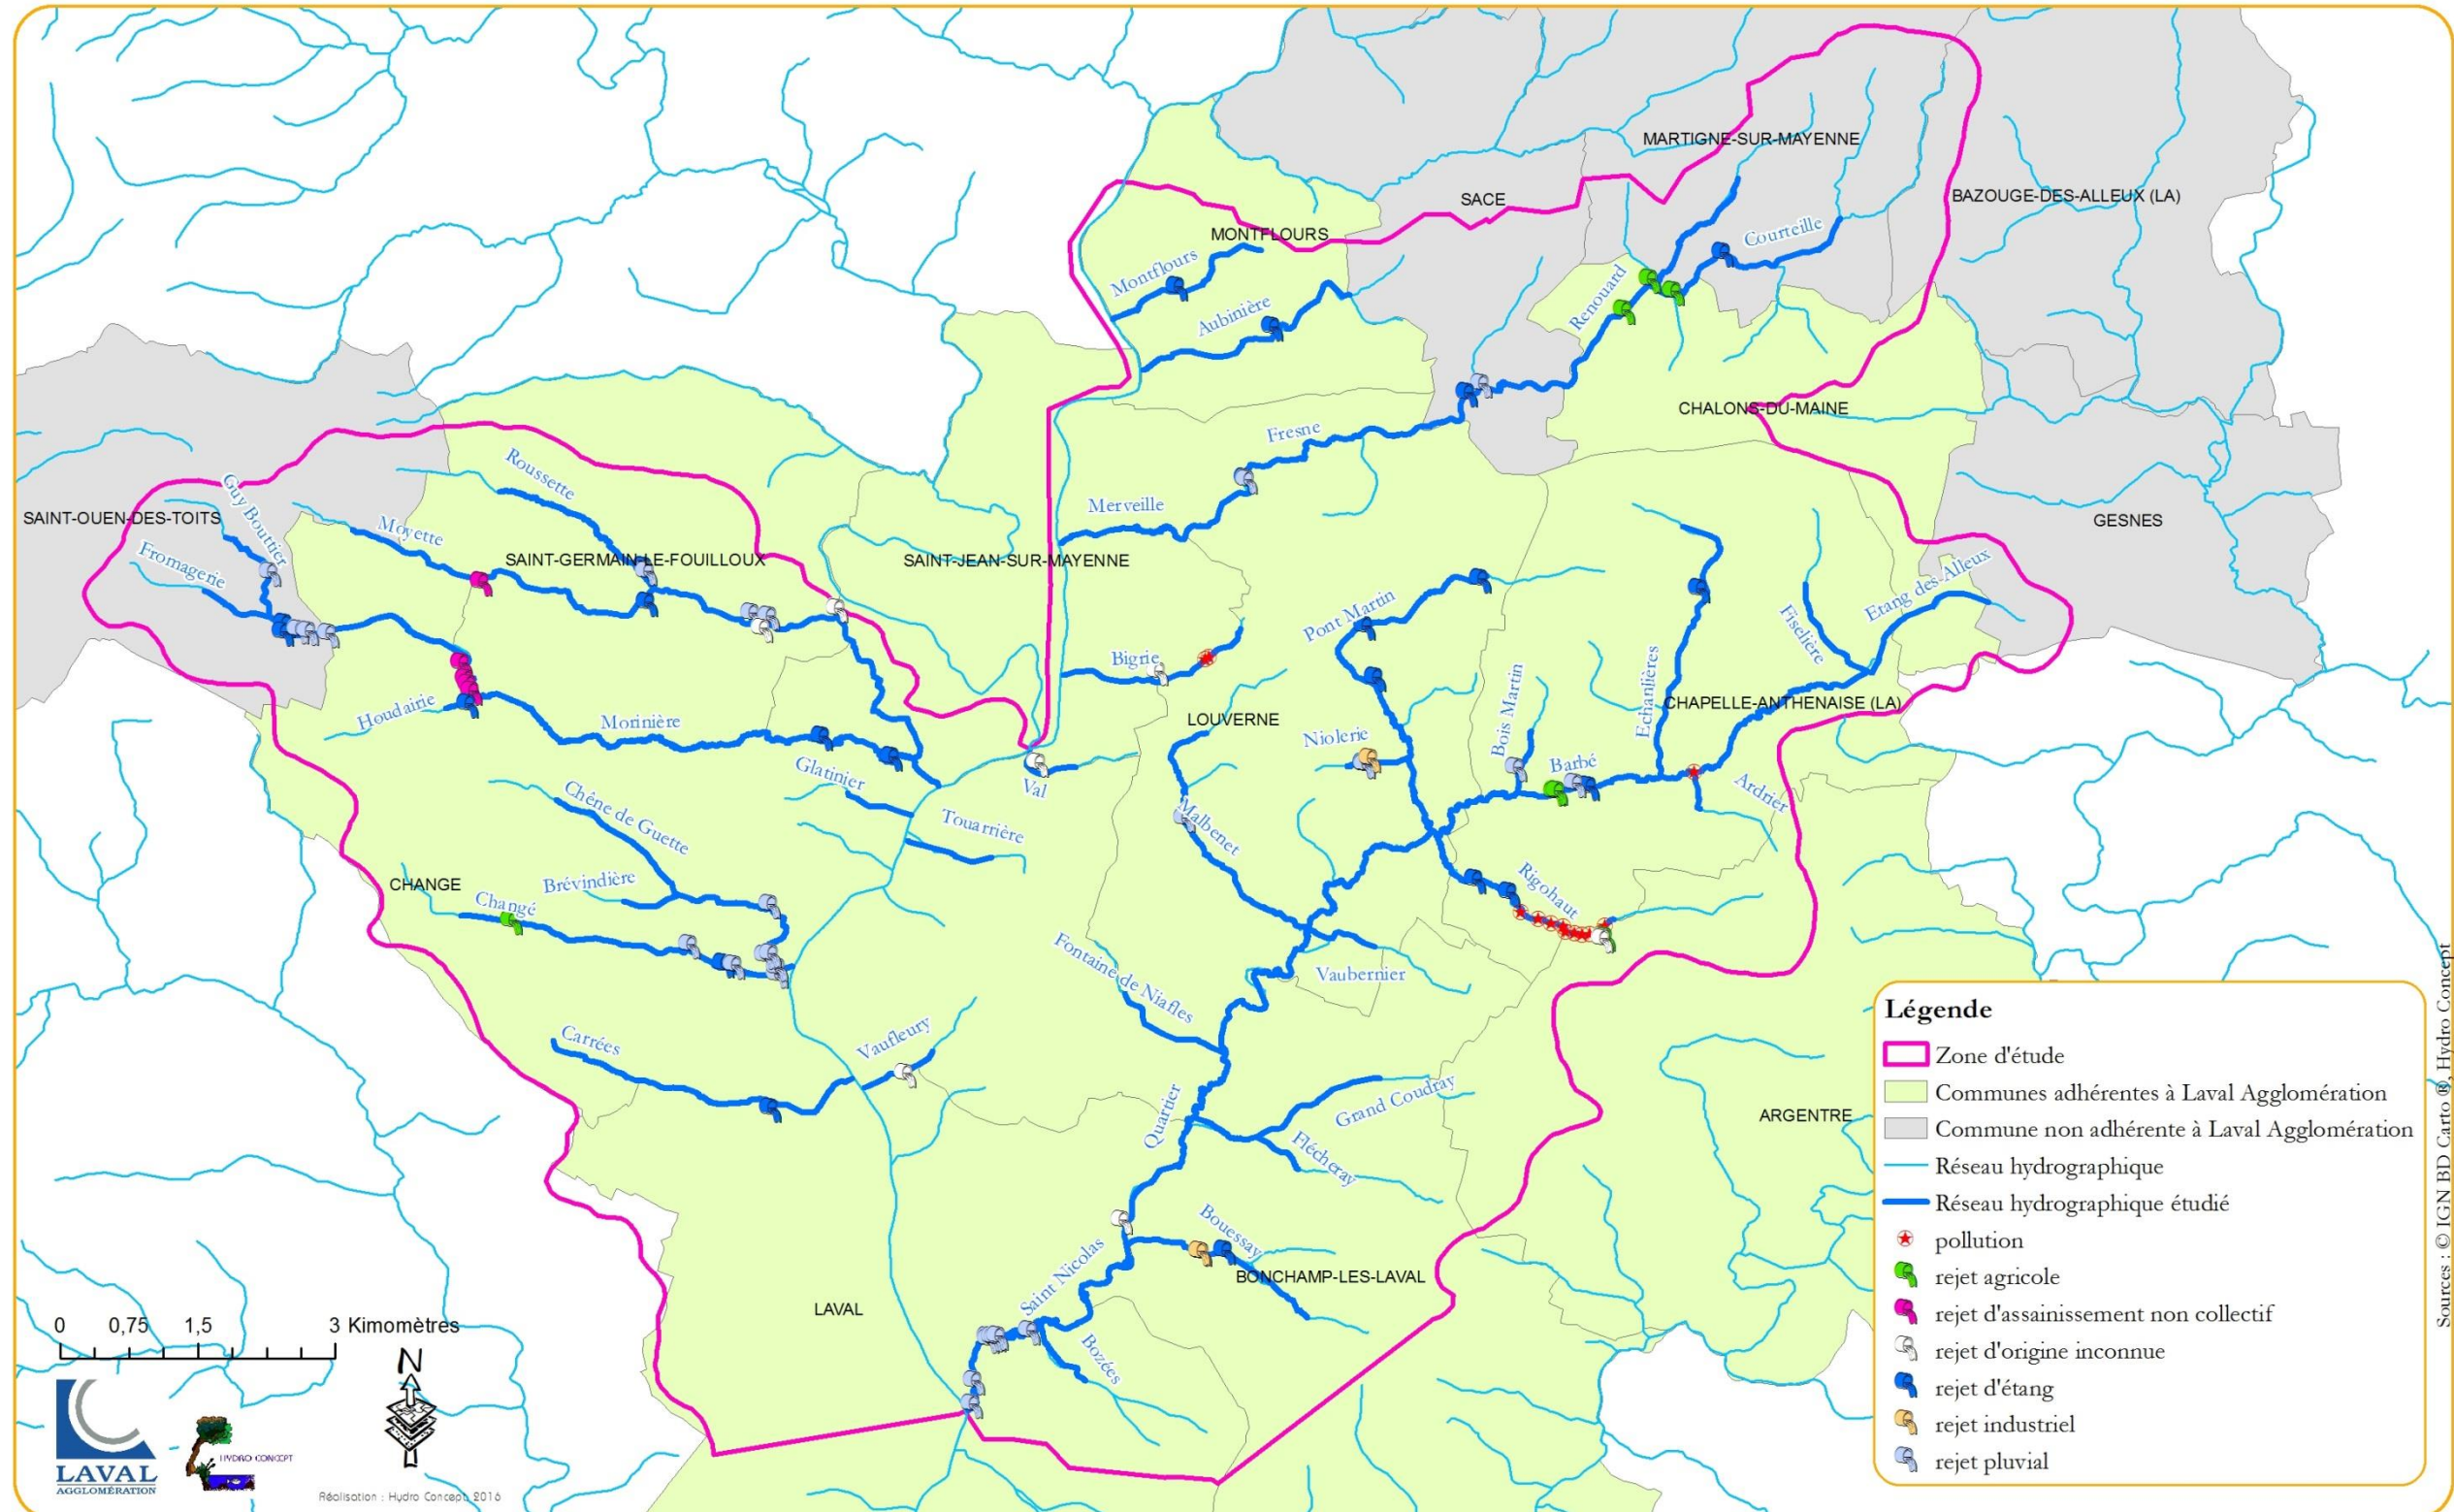 MARTIGNE-SUR-MAYENNE
SACE
BAZOUGE-DES-ALLEUX (LA)
MONTFLOURS
Montflours
Courteille
Renouard
Aubinière
CHALONS-DU-MAINE
Fresne
Roussette
Guy Bouttier
SAINT-OUEN-DES-TOITS
Moyette
Merveille
GESNES
Fromagerie
SAINT-GERMAIN-LE-FOUILLOUX
SAINT-JEAN-SUR-MAYENNE
Etang des Alleux
Pont Martin
Fiselière
Bigrie
Houdairie
Morinière
LOUVERNE
Niolerie
Bois Martin
Echanlières
CHAPELLE-ANTHENAISE (LA)
Barbé
Glatinier
Val
Ardrier
Chêne de Guette
Touarrière
Malbenet
CHANGE
Brévindière
Changé
Rigohaut
Fontaine de Niafles
Vaubernier
Carrées
Vaufleury
Quartier
Grand Coudray
Flécheray
ARGENTRE
Bouessay
Saint Nicolas
BONCHAMP-LES-LAVAL
LAVAL
Bozées
Légende
Zone d'étude
Communes adhérentes à Laval Agglomération
Commune non adhérente à Laval Agglomération
Réseau hydrographique
Réseau hydrographique étudié
pollution
rejet agricole
rejet d'assainissement non collectif
rejet d'origine inconnue
rejet d'étang
rejet industriel
rejet pluvial
Sources : © IGN BD Carto ®, Hydro Concept
0 0,75 1,5 3 Kimomètres
N
LAVAL
AGGLOMÉRATION
HYDRO CONCEPT
Réalisation : Hydro Concept 2016